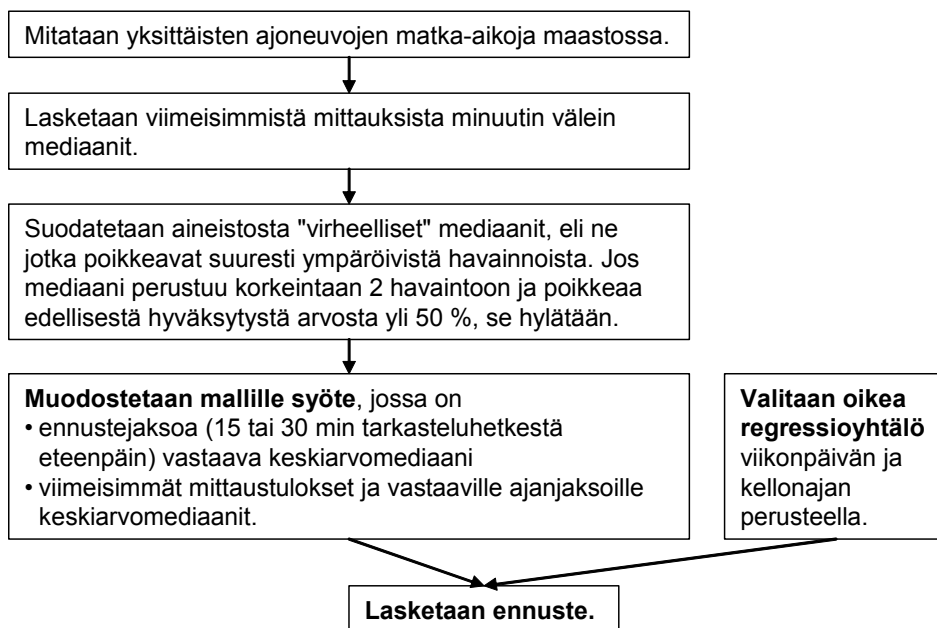 Mitataan yksittäisten ajoneuvojen matka-aikoja maastossa.
Lasketaan viimeisimmistä mittauksista minuutin välein
mediaanit.
Suodatetaan aineistosta "virheelliset" mediaanit, eli ne
jotka poikkeavat suuresti ympäröivistä havainnoista. Jos
mediaani perustuu korkeintaan 2 havaintoon ja poikkeaa
edellisestä hyväksytystä arvosta yli 50 %, se hylätään.
Muodostetaan mallille syöte, jossa on
• ennustejaksoa (15 tai 30 min tarkasteluhetkestä
eteenpäin) vastaava keskiarvomediaani
• viimeisimmät mittaustulokset ja vastaaville ajanjaksoille
keskiarvomediaanit.
Valitaan oikea
regressioyhtälö
viikonpäivän ja
kellonajan
perusteella.
Lasketaan ennuste.